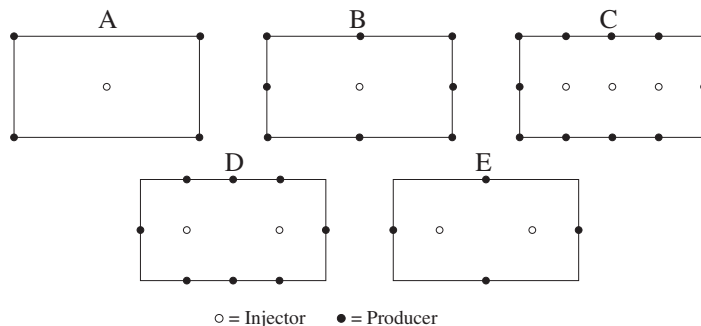 A
B
C
D
E
= Injector
= Producer